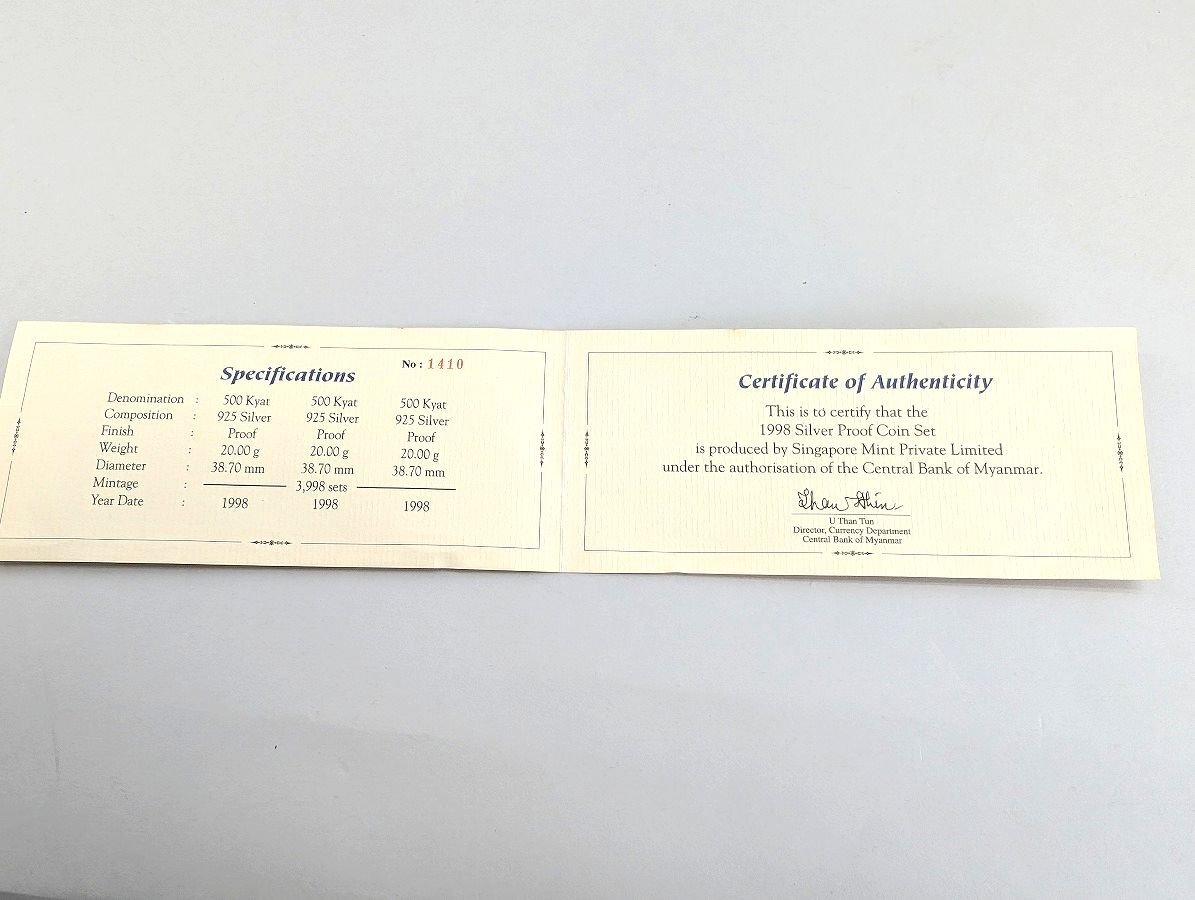 No : 1410
Specifications
Denomination : 500 Kyat 500 Kyat 500 Kyat
Composition : 925 Silver 925 Silver 925 Silver
Finish : Proof Proof Proof
Weight : 20.00 g 20.00 g 20.00 g
Diameter : 38.70 mm 38.70 mm 38.70 mm
Mintage : 3,998 sets
Year Date : 1998 1998 1998
Certificate of Authenticity
This is to certify that the
1998 Silver Proof Coin Set
is produced by Singapore Mint Private Limited
under the authorisation of the Central Bank of Myanmar.
U Than Tun
Director, Currency Department
Central Bank of Myanmar